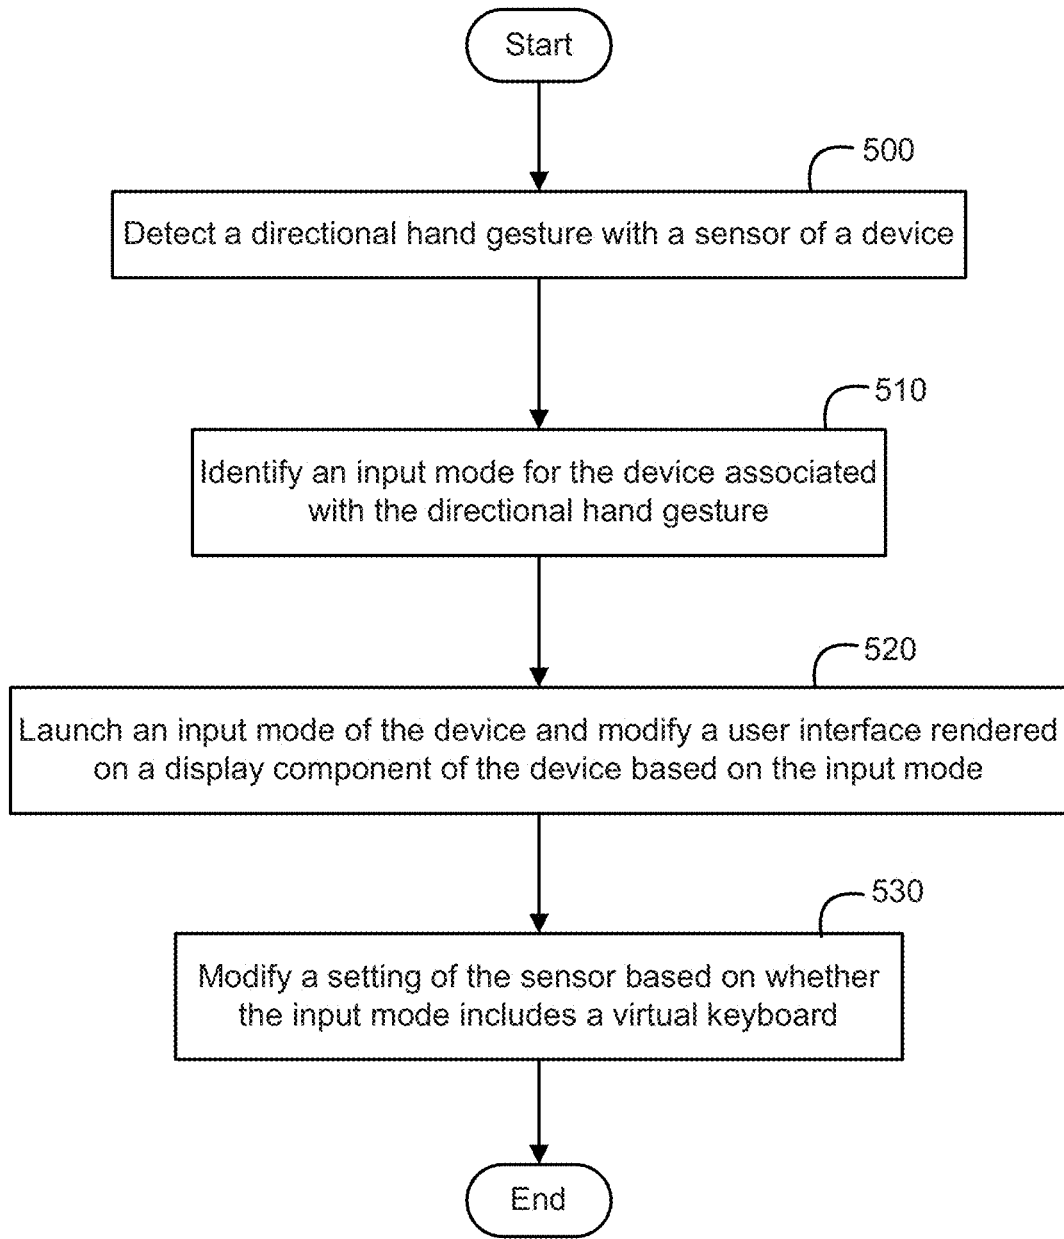 Start
500
Detect a directional hand gesture with a sensor of a device
510
Identify an input mode for the device associated
with the directional hand gesture
520
Launch an input mode of the device and modify a user interface rendered
on a display component of the device based on the input mode
530
Modify a setting of the sensor based on whether
the input mode includes a virtual keyboard
End